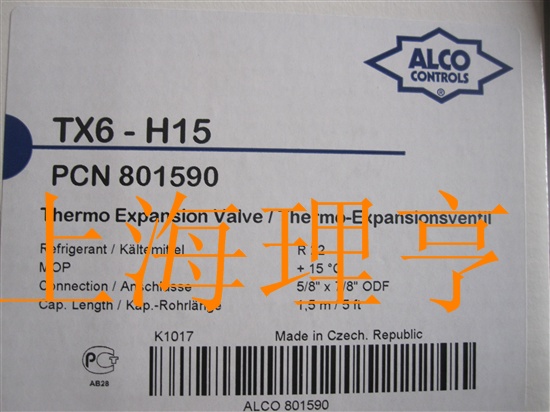 ALCO
CONTROLS
TX6 - H15
PCN 801590
Thermo Expansion Valve / Thermo-Expansionsventil
上海理亨
Refrigerant / Kältemittel R 22
MOP + 15 °C
Connection / Anschlüsse 5/8" x 7/8" ODF
Cap. Length / Kap.-Rohrlänge 1,5 m / 5 ft
K1017 Made in Czech. Republic
AB28
ALCO 801590